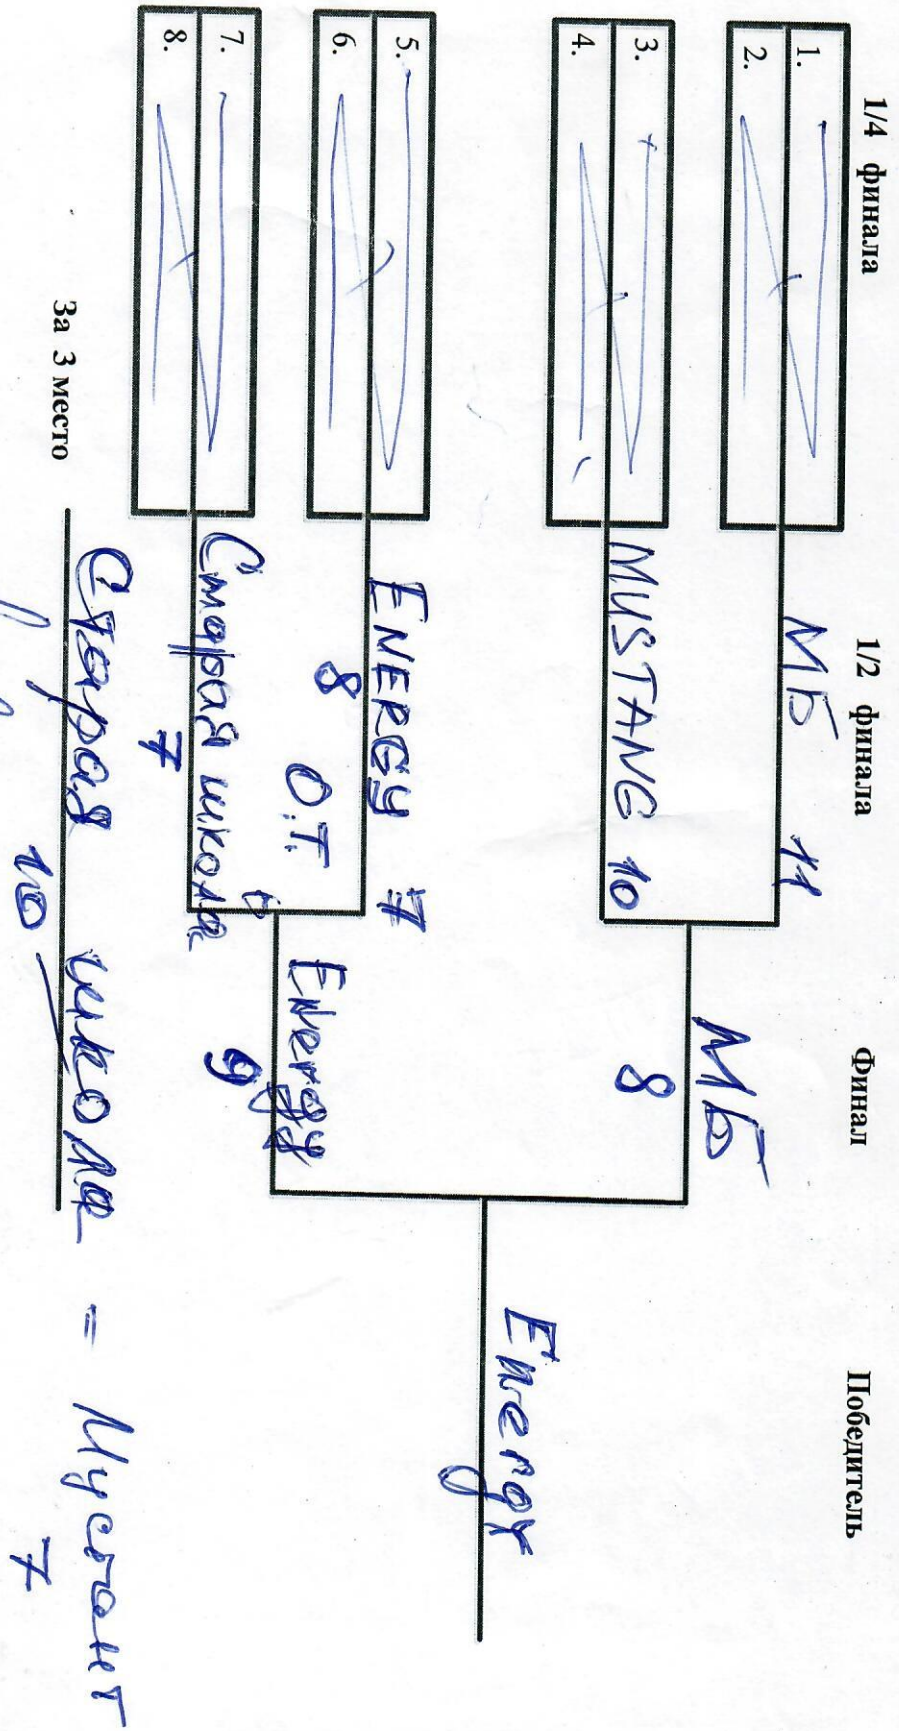 1/4 финала 1/2 финала Финал Победитель
1.
2.
МБ 11
МБ
8
3.
4.
MUSTANG 10
Energy
5.
6.
ENERGY 7
8 О.Т.
Energy
9
7.
8.
Старая школа
7
За 3 место Старая школа = Мустанг
10 7